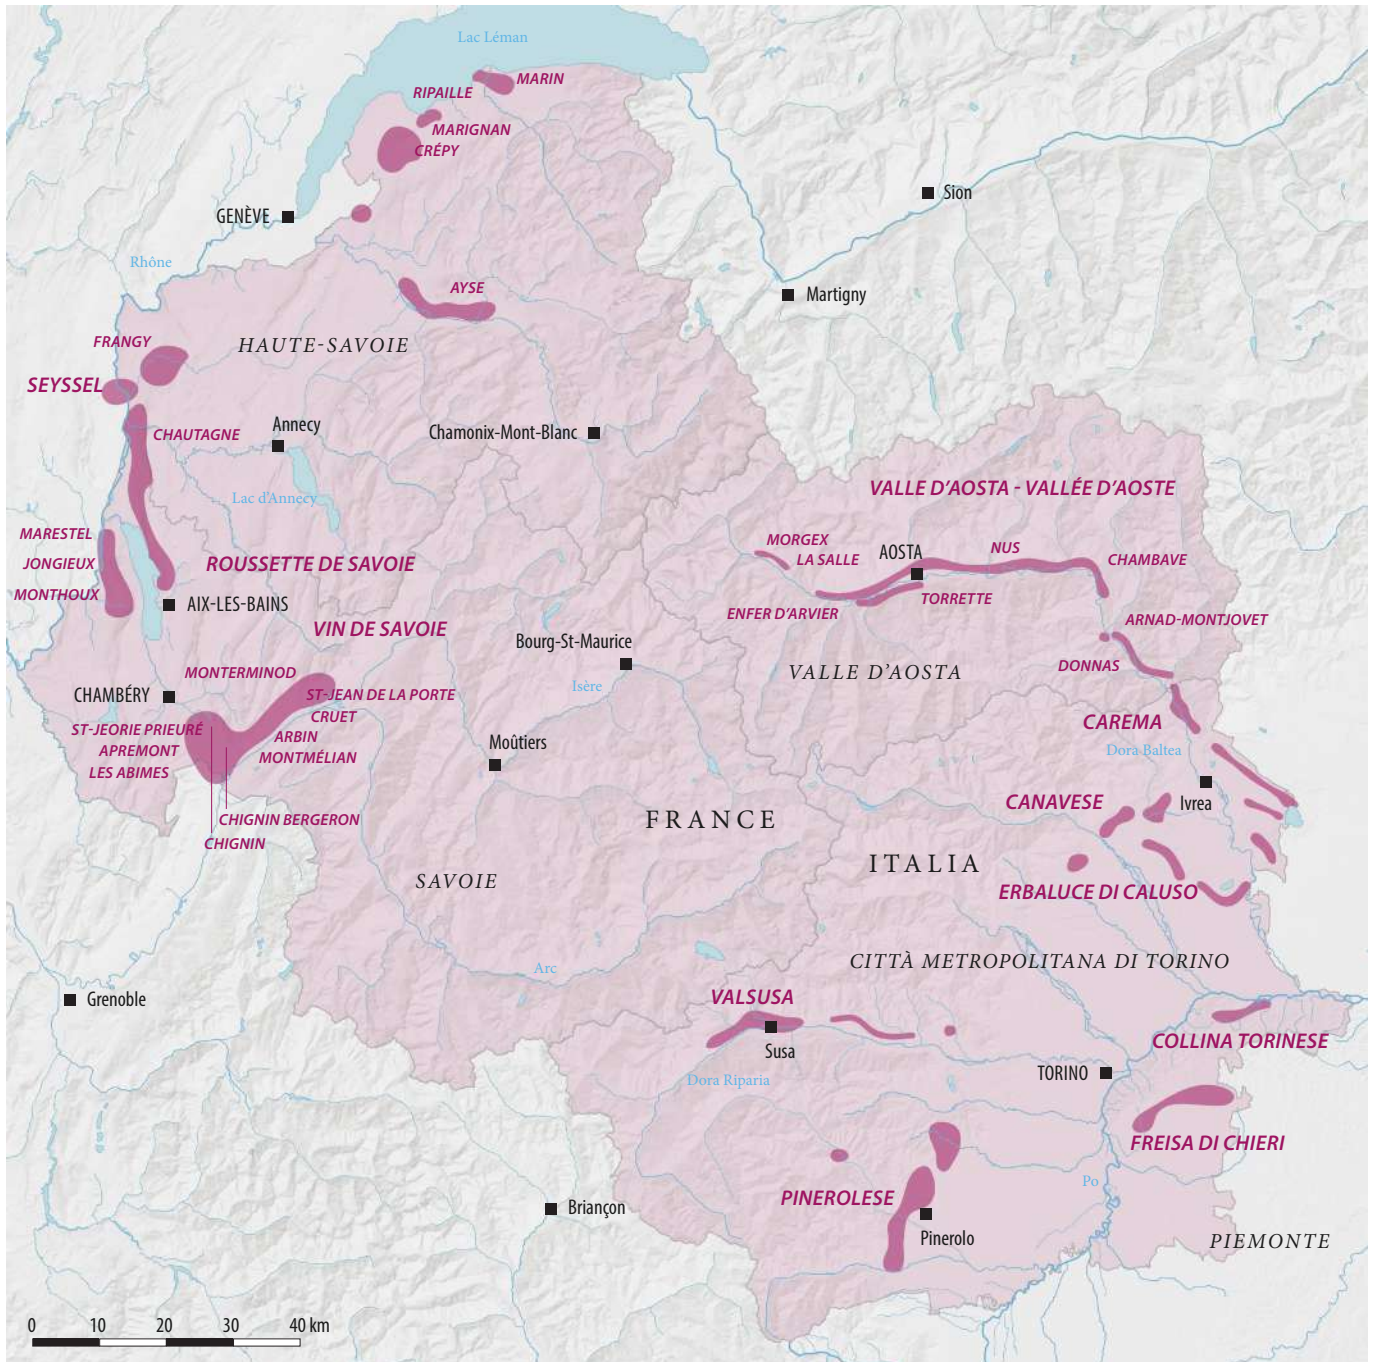 Lac Léman
MARIN
RIPAILLE
MARIGNAN
CRÉPY
Sion
GENÈVE
Rhône
AYSE
Martigny
FRANGY
HAUTE-SAVOIE
SEYSSEL
CHAUTAGNE
Annecy
Chamonix-Mont-Blanc
Lac d'Annecy
VALLE D'AOSTA - VALLÉE D'AOSTE
MARESTEL
MORGEX
NUS
AOSTA
LA SALLE
CHAMBAVE
JONGIEUX
ROUSSETTE DE SAVOIE
MONTHOUX
AIX-LES-BAINS
TORRETTE
ENFER D'ARVIER
ARNAD-MONTJOVET
VIN DE SAVOIE
Bourg-St-Maurice
DONNAS
MONTERMINOD
VALLE D'AOSTA
Isère
CHAMBÉRY
ST-JEAN DE LA PORTE
CRUET
CAREMA
ST-JEORIE PRIEURÉ
ARBIN
Moûtiers
APREMONT
MONTMÉLIAN
Dora Baltea
LES ABIMES
CANAVESE
Ivrea
CHIGNIN BERGERON
FRANCE
CHIGNIN
ITALIA
SAVOIE
ERBALUCE DI CALUSO
CITTÀ METROPOLITANA DI TORINO
Arc
VALSUSA
Grenoble
Susa
COLLINA TORINESE
TORINO
Dora Riparia
FREISA DI CHIERI
Po
PINEROLESE
Briançon
Pinerolo
PIEMONTE
0 10 20 30 40 km